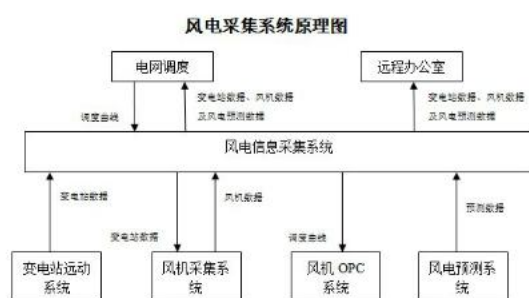 风电采集系统原理图
电网调度
远程办公室
变电站数据、风机数据
及风电预测数据
变电站数据、风机数据
及风电预测数据
调度曲线
风电信息采集系统
变电站数据
风机数据
预测数据
变电站数据
调度曲线
变电站远动
系统
风机采集系
统
风机 OPC
系统
风电预测系
统